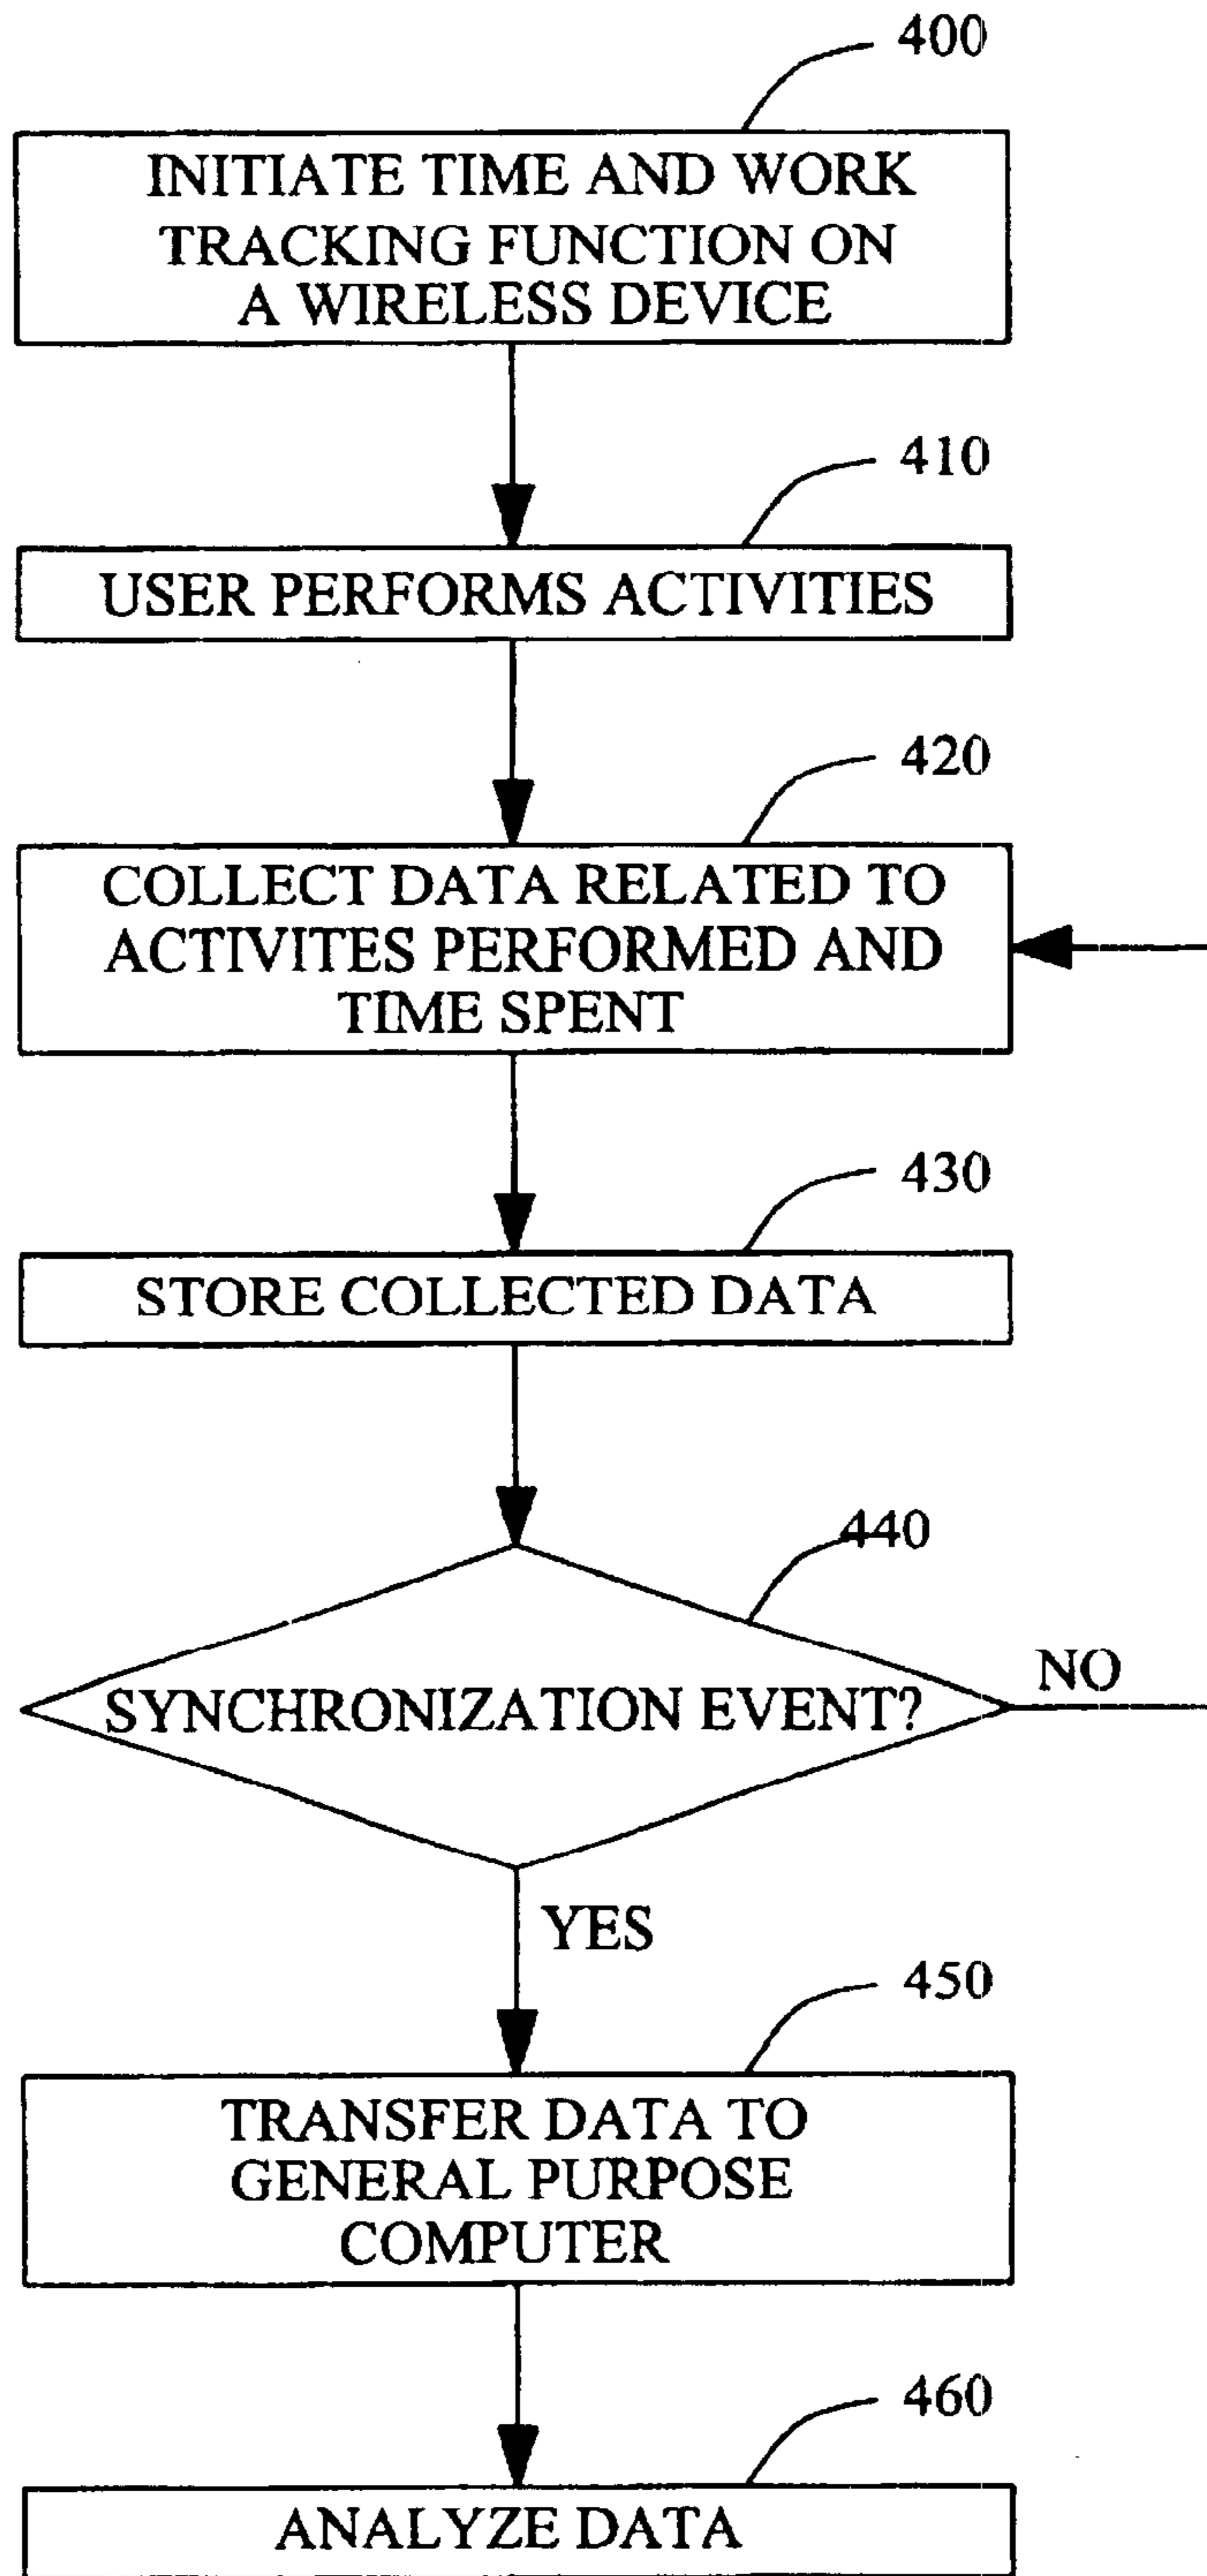 400
INITIATE TIME AND WORK
TRACKING FUNCTION ON
A WIRELESS DEVICE
410
USER PERFORMS ACTIVITIES
420
COLLECT DATA RELATED TO
ACTIVITES PERFORMED AND
TIME SPENT
430
STORE COLLECTED DATA
440
SYNCHRONIZATION EVENT?
NO
YES
450
TRANSFER DATA TO
GENERAL PURPOSE
COMPUTER
460
ANALYZE DATA